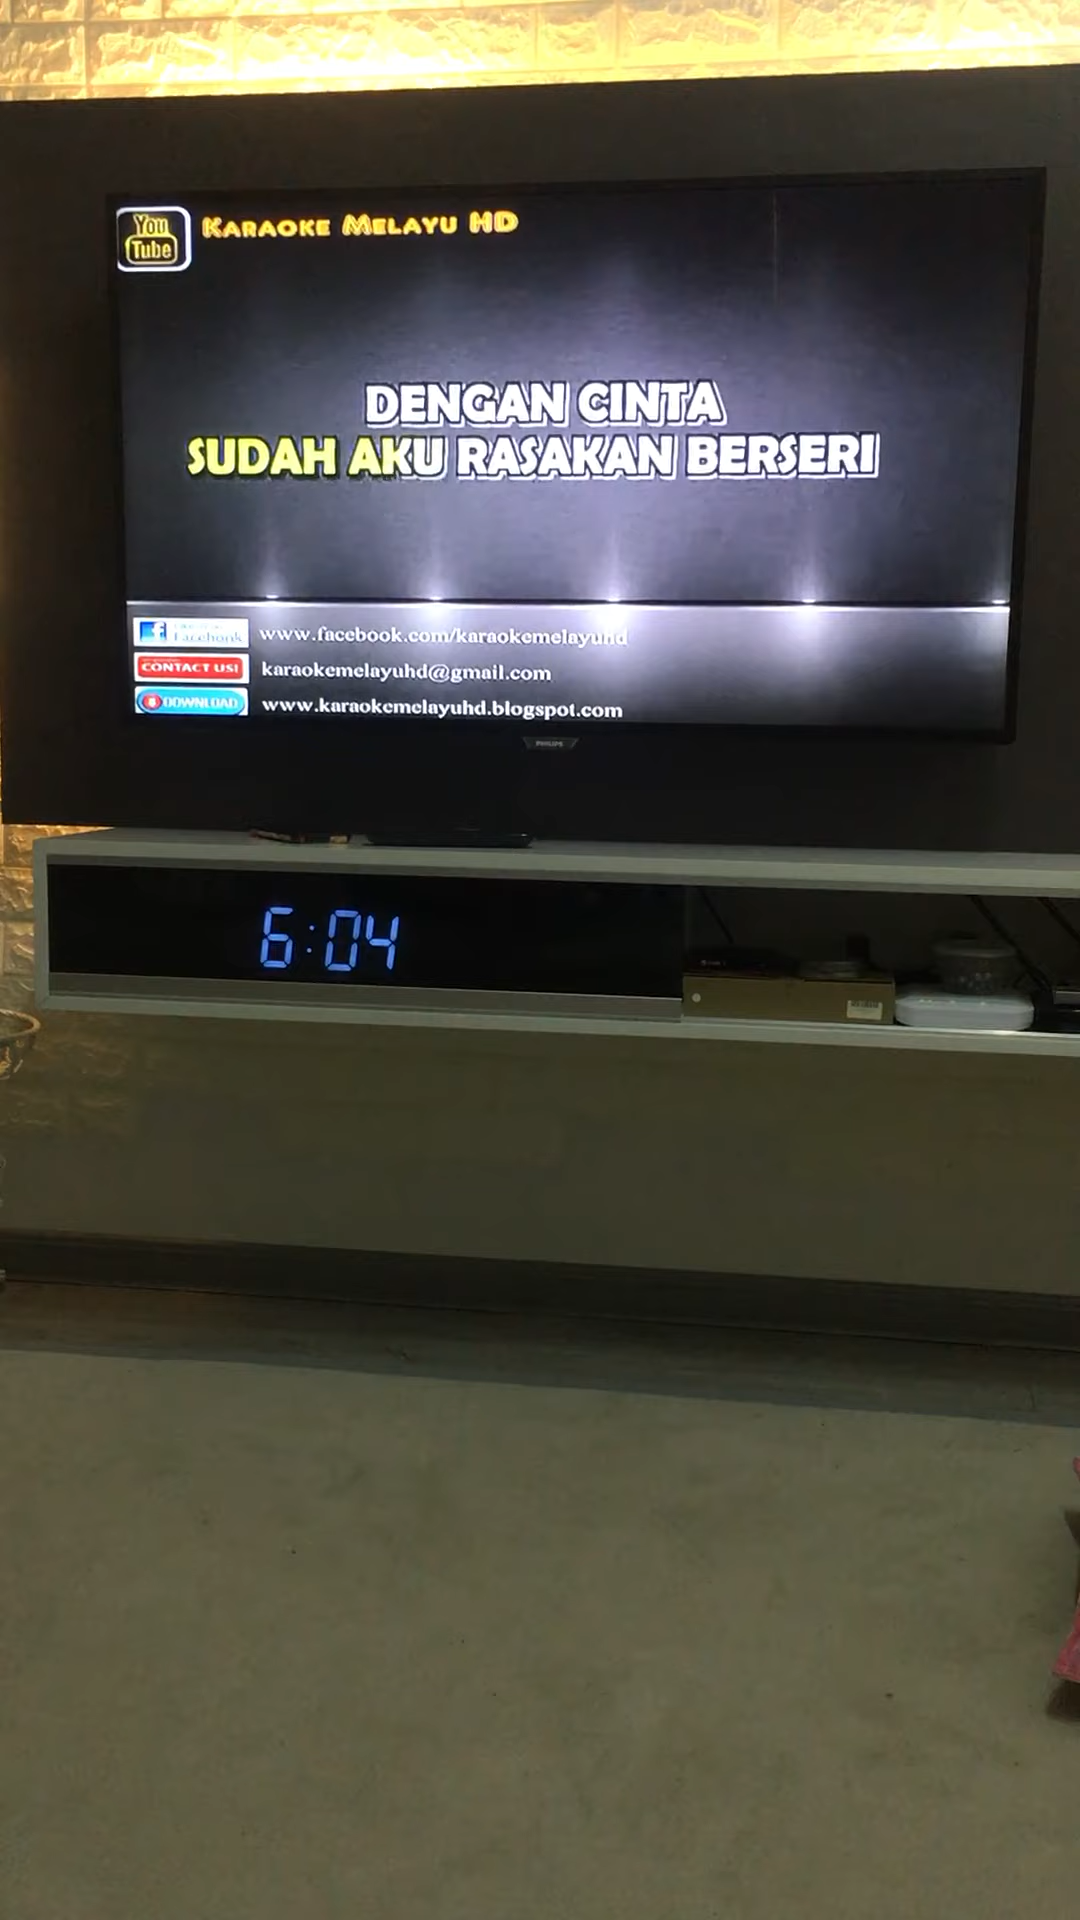 You
Tube
KARAOKE MELAYU HD
DENGAN CINTA
SUDAH AKU RASAKAN BERSERI
Facebook
www.facebook.com/karaokemelayuhd
CONTACT US!
karaokemelayuhd@gmail.com
DOWNLOAD
www.karaokemelayuhd.blogspot.com
PHILIPS
6:04